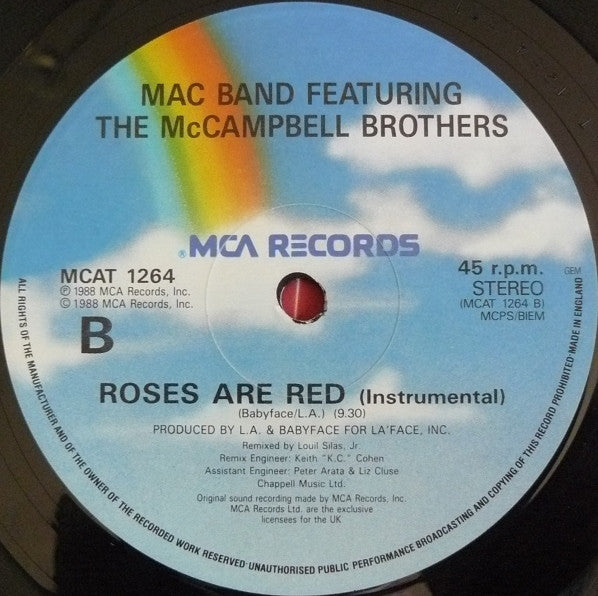 MAC BAND FEATURING
THE McCAMPBELL BROTHERS
®MCA RECORDS
MCAT 1264
℗ 1988 MCA Records, Inc.
© 1988 MCA Records, Inc.
B
45 r.p.m.
STEREO
(MCAT 1264 B)
MCPS/BIEM
GEM
ROSES ARE RED (Instrumental)
(Babyface/L.A.) (9.30)
PRODUCED BY L.A. & BABYFACE FOR LA'FACE, INC.
Remixed by Louil Silas, Jr.
Remix Engineer: Keith "K.C." Cohen
Assistant Engineer: Peter Arata & Liz Cluse
Chappell Music Ltd.
Original sound recording made by MCA Records, Inc.
MCA Records Ltd. are the exclusive
licensees for the UK
ALL RIGHTS OF THE MANUFACTURER AND OF THE OWNER OF THE RECORDED WORK RESERVED·UNAUTHORISED PUBLIC PERFORMANCE BROADCASTING AND COPYING OF THIS RECORD PROHIBITED·MADE IN ENGLAND